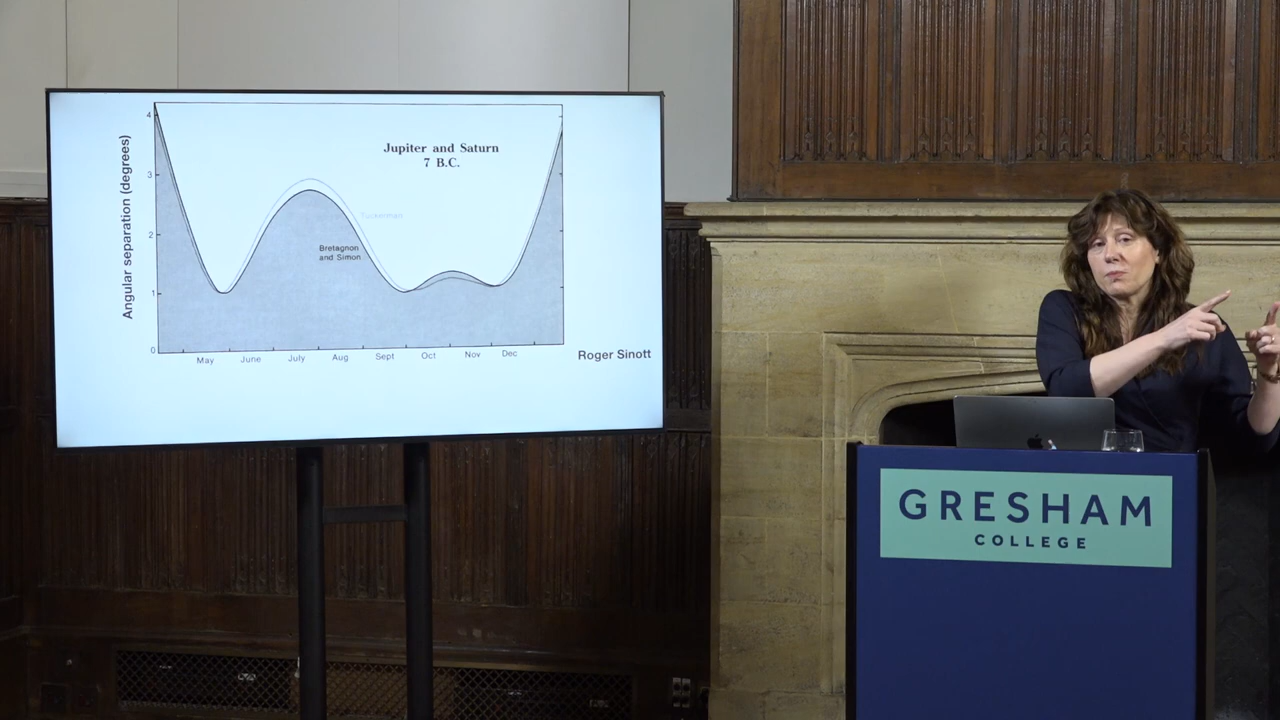 Angular separation (degrees)
4
3
2
1
0
Jupiter and Saturn
7 B.C.
Tuckerman
Bretagnon
and Simon
May June July Aug Sept Oct Nov Dec
Roger Sinott
GRESHAM
COLLEGE